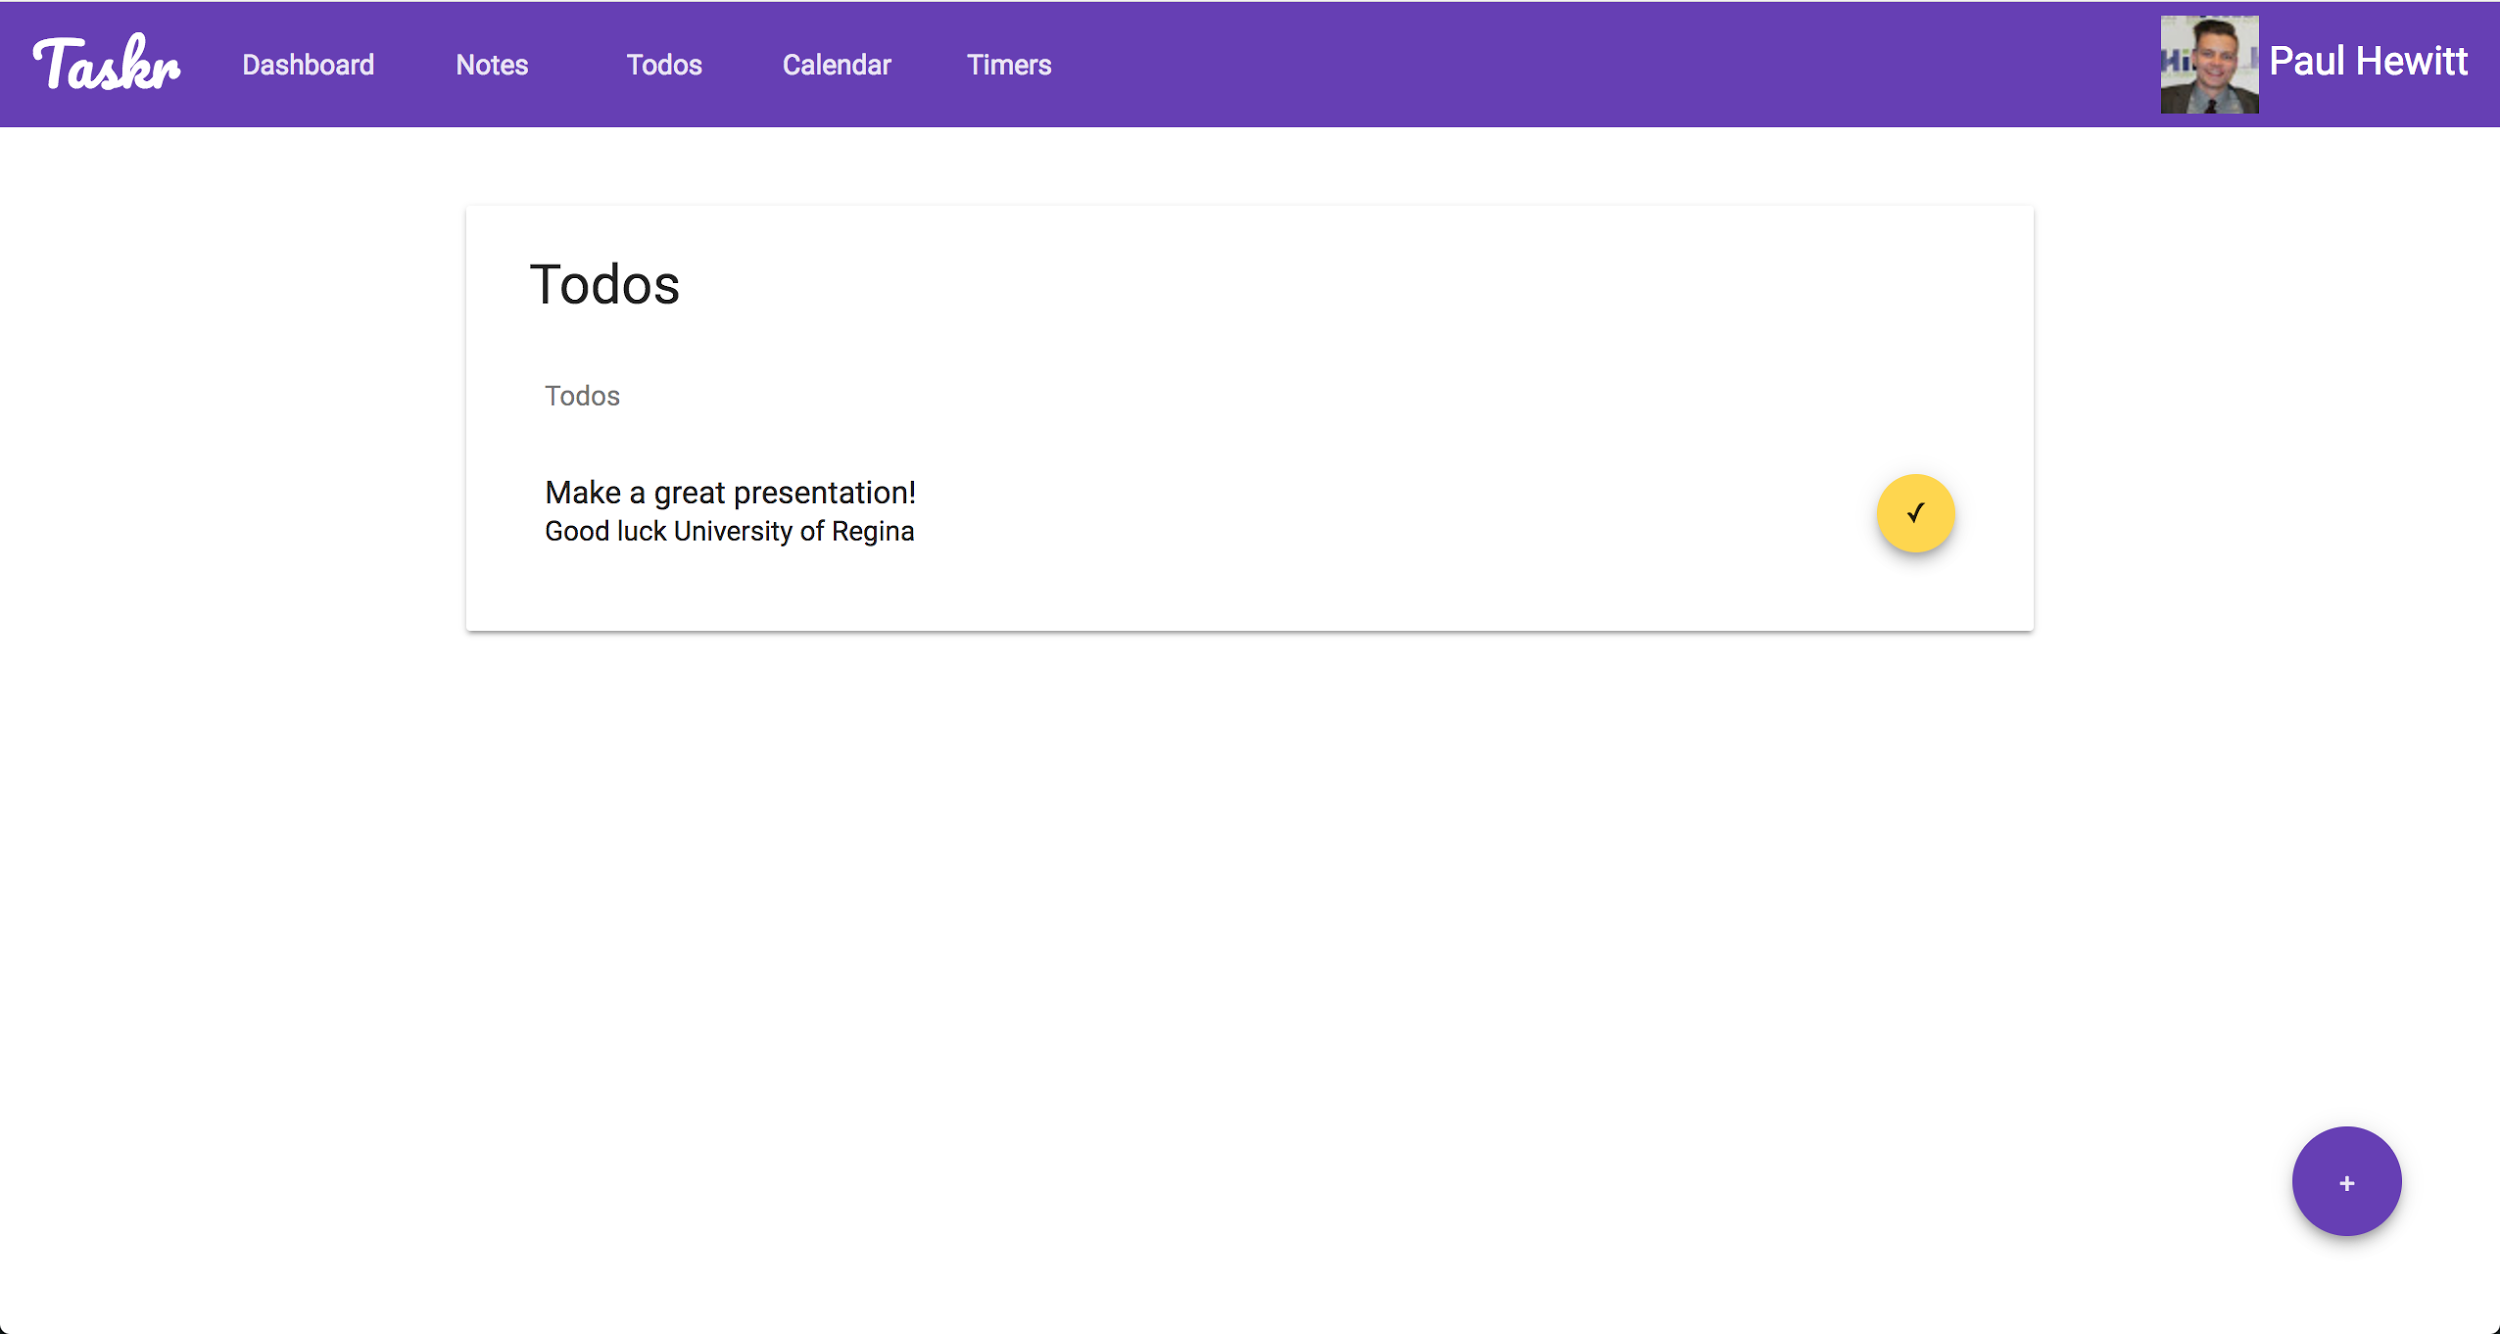 Taskr Dashboard Notes Todos Calendar Timers Paul Hewitt
Todos
Todos
Make a great presentation!
Good luck University of Regina
✓
+